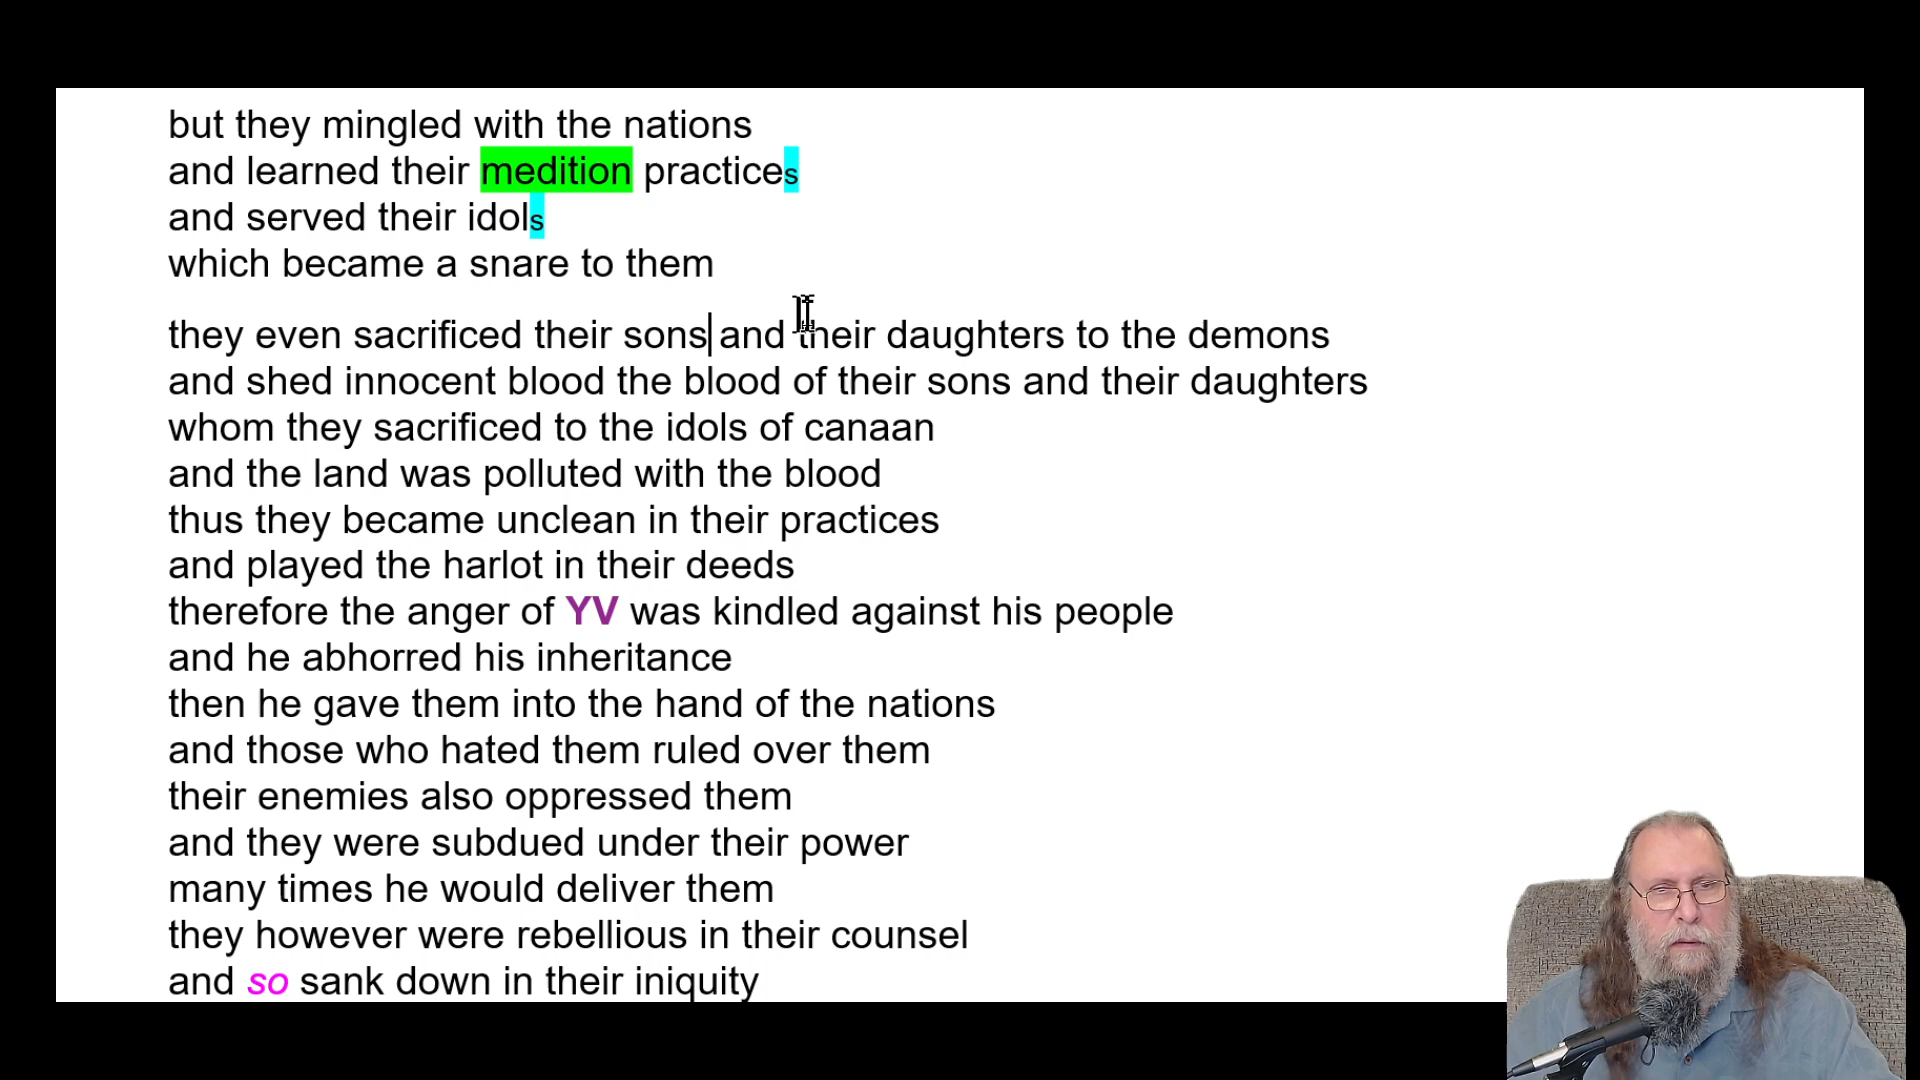 but they mingled with the nations
and learned their medition practices
and served their idols
which became a snare to them
they even sacrificed their sons and their daughters to the demons
and shed innocent blood the blood of their sons and their daughters
whom they sacrificed to the idols of canaan
and the land was polluted with the blood
thus they became unclean in their practices
and played the harlot in their deeds
therefore the anger of YV was kindled against his people
and he abhorred his inheritance
then he gave them into the hand of the nations
and those who hated them ruled over them
their enemies also oppressed them
and they were subdued under their power
many times he would deliver them
they however were rebellious in their counsel
and so sank down in their iniquity